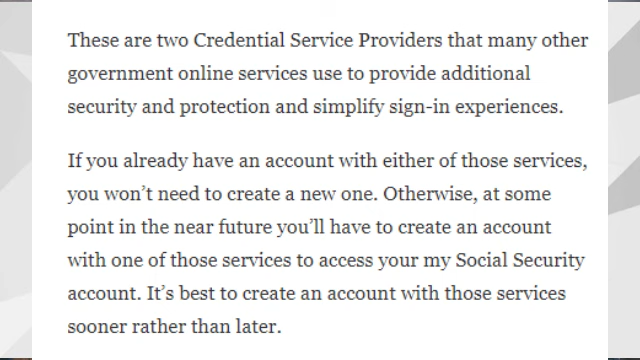 These are two Credential Service Providers that many other
government online services use to provide additional
security and protection and simplify sign-in experiences.
If you already have an account with either of those services,
you won’t need to create a new one. Otherwise, at some
point in the near future you’ll have to create an account
with one of those services to access your my Social Security
account. It’s best to create an account with those services
sooner rather than later.